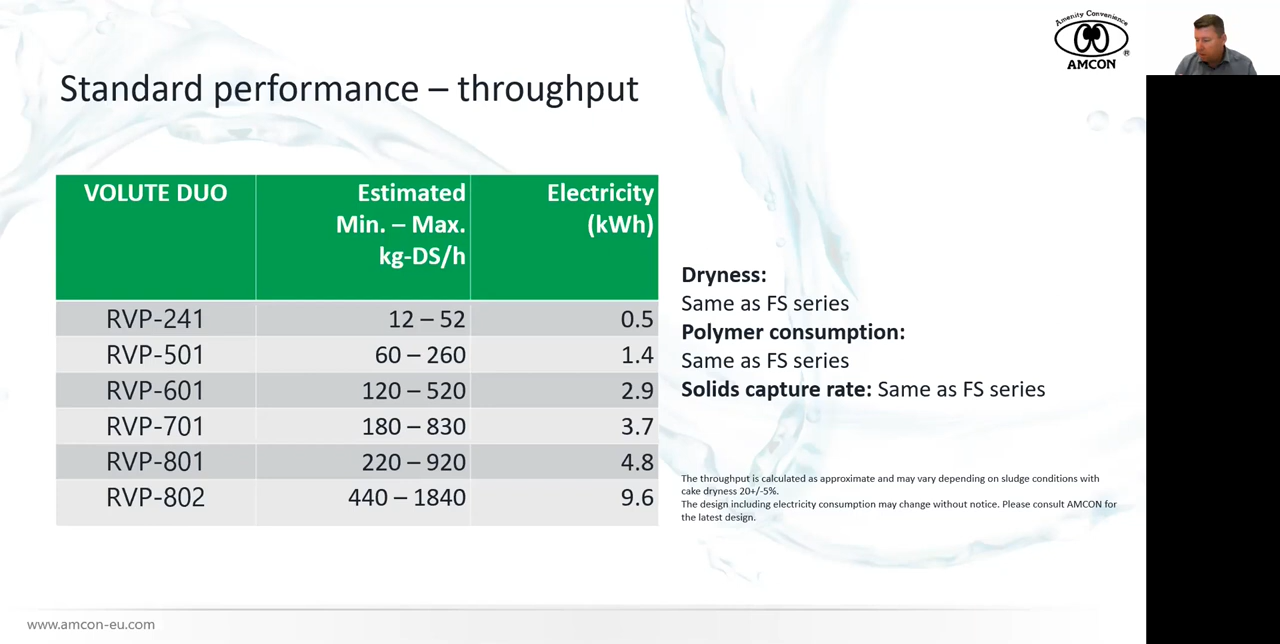 Amenity Convenience
AMCON
®
Standard performance – throughput
VOLUTE DUO
Estimated
Min. – Max.
kg-DS/h
Electricity
(kWh)
RVP-241 12 – 52 0.5
RVP-501 60 – 260 1.4
RVP-601 120 – 520 2.9
RVP-701 180 – 830 3.7
RVP-801 220 – 920 4.8
RVP-802 440 – 1840 9.6
Dryness:
Same as FS series
Polymer consumption:
Same as FS series
Solids capture rate: Same as FS series
The throughput is calculated as approximate and may vary depending on sludge conditions with
cake dryness 20+/-5%.
The design including electricity consumption may change without notice. Please consult AMCON for
the latest design.
www.amcon-eu.com